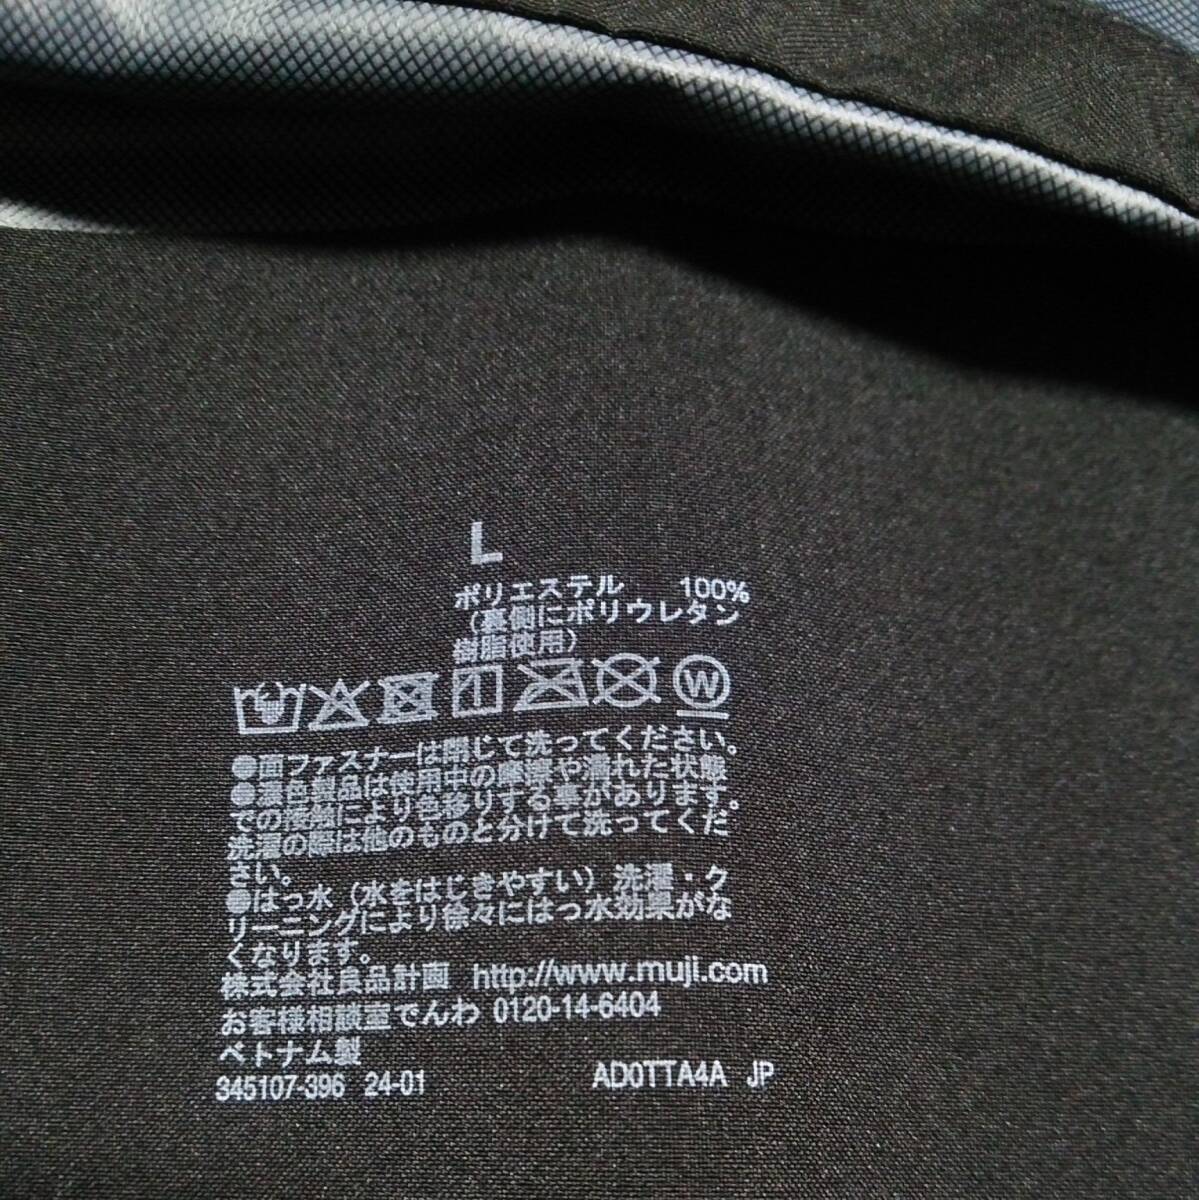 L
ポリエステル 100%
(裏側にポリウレタン
樹脂使用)
W
●面ファスナーは閉じて洗ってください。
●濃色製品は使用中の摩擦や濡れた状態
での接触により色移りする事があります。
洗濯の際は他のものと分けて洗ってくだ
さい。
●はっ水（水をはじきやすい）洗濯・ク
リーニングにより徐々にはっ水効果がな
くなります。
株式会社良品計画 http://www.muji.com
お客様相談室でんわ 0120-14-6404
ベトナム製
345107-396 24-01 AD0TTA4A JP